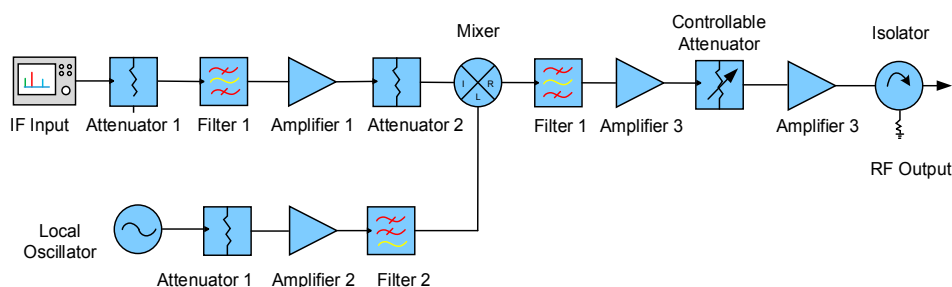 Mixer
Controllable
Attenuator
Isolator
I
R
L
IF Input
Attenuator 1
Filter 1
Amplifier 1
Attenuator 2
Filter 1
Amplifier 3
Amplifier 3
RF Output
Local
Oscillator
Attenuator 1
Amplifier 2
Filter 2